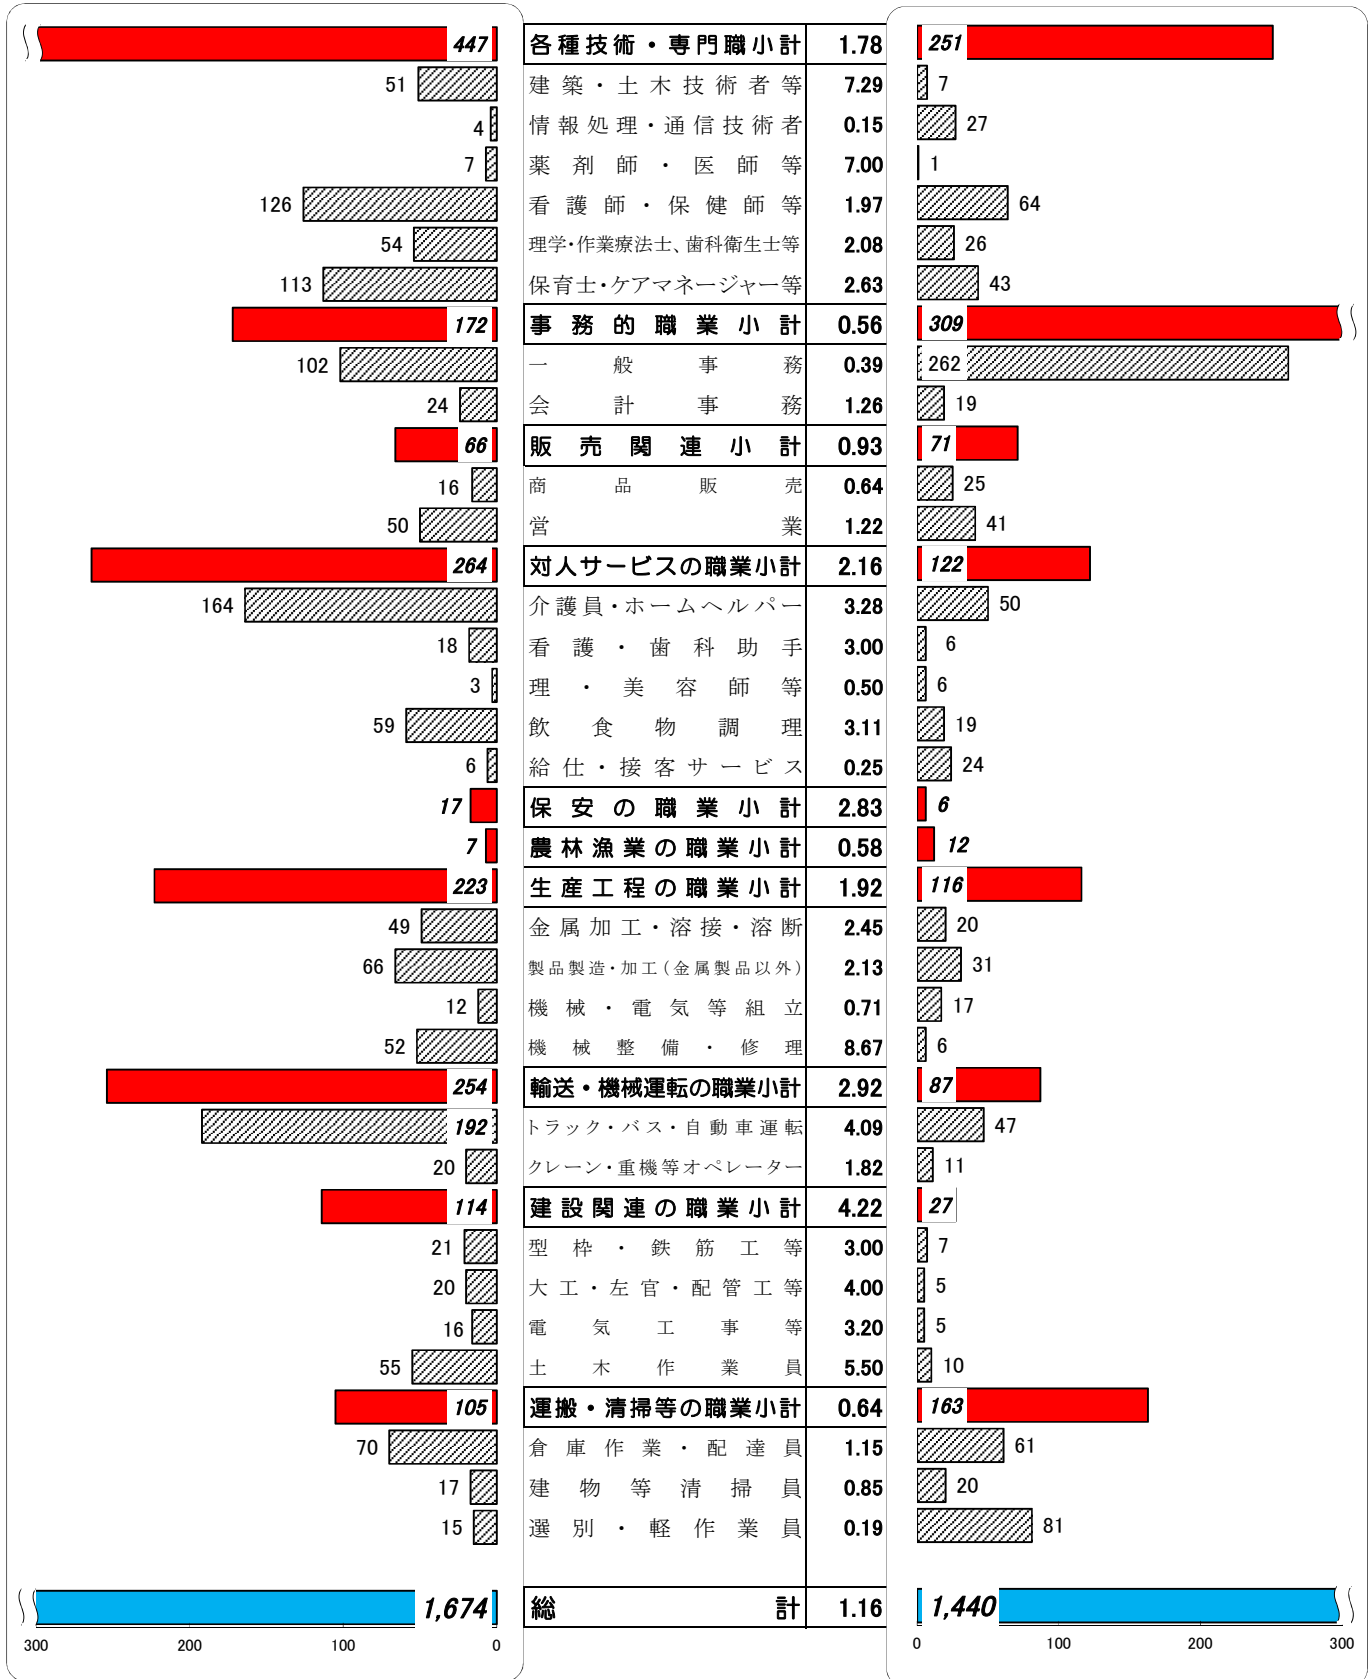 447 各種技術・専門職小計 1.78 251
51 建築・土木技術者等 7.29 7
4 情報処理・通信技術者 0.15 27
7 薬剤師・医師等 7.00 1
126 看護師・保健師等 1.97 64
54 理学・作業療法士、歯科衛生士等 2.08 26
113 保育士・ケアマネージャー等 2.63 43
172 事務的職業小計 0.56 309
102 一般事務 0.39 262
24 会計事務 1.26 19
66 販売関連小計 0.93 71
16 商品販売 0.64 25
50 営業 1.22 41
264 対人サービスの職業小計 2.16 122
164 介護員・ホームヘルパー 3.28 50
18 看護・歯科助手 3.00 6
3 理・美容師等 0.50 6
59 飲食物調理 3.11 19
6 給仕・接客サービス 0.25 24
17 保安の職業小計 2.83 6
7 農林漁業の職業小計 0.58 12
223 生産工程の職業小計 1.92 116
49 金属加工・溶接・溶断 2.45 20
66 製品製造・加工(金属製品以外) 2.13 31
12 機械・電気等組立 0.71 17
52 機械整備・修理 8.67 6
254 輸送・機械運転の職業小計 2.92 87
192 トラック・バス・自動車運転 4.09 47
20 クレーン・重機等オペレーター 1.82 11
114 建設関連の職業小計 4.22 27
21 型枠・鉄筋工等 3.00 7
20 大工・左官・配管工等 4.00 5
16 電気工事等 3.20 5
55 土木作業員 5.50 10
105 運搬・清掃等の職業小計 0.64 163
70 倉庫作業・配達員 1.15 61
17 建物等清掃員 0.85 20
15 選別・軽作業員 0.19 81
1,674 総計 1.16 1,440
300 200 100 0 0 100 200 300